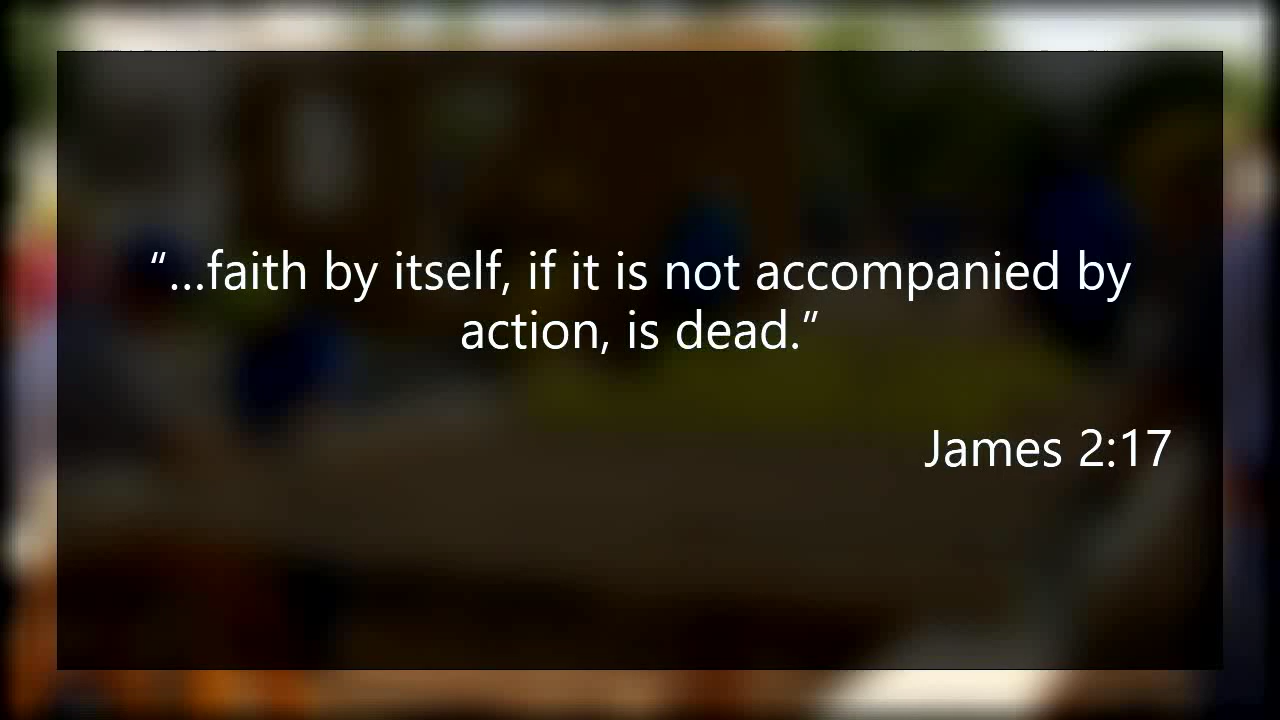 “...faith by itself, if it is not accompanied by
action, is dead.”
James 2:17